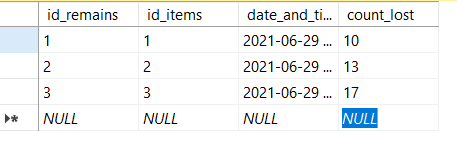 id_remains id_items date_and_ti... count_lost
1 1 2021-06-29 ... 10
2 2 2021-06-29 ... 13
3 3 2021-06-29 ... 17
NULL NULL NULL NULL